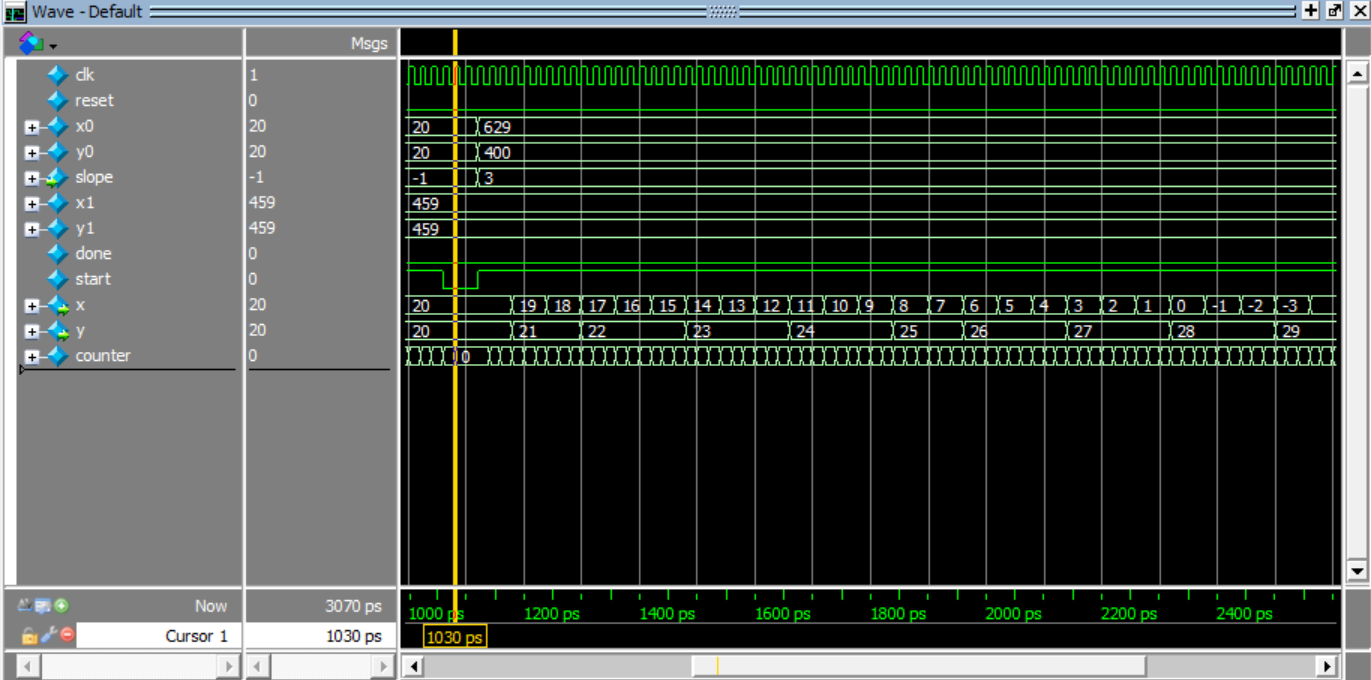 Wave - Default
Msgs
clk 1
reset 0
x0 20 20 629
y0 20 20 400
slope -1 -1 3
x1 459 459
y1 459 459
done 0
start 0
x 20 20 19 18 17 16 15 14 13 12 11 10 9 8 7 6 5 4 3 2 1 0 -1 -2 -3
y 20 20 21 22 23 24 25 26 27 28 29
counter 0 0
Now 3070 ps 1000 ps 1200 ps 1400 ps 1600 ps 1800 ps 2000 ps 2200 ps 2400 ps
Cursor 1 1030 ps 1030 ps